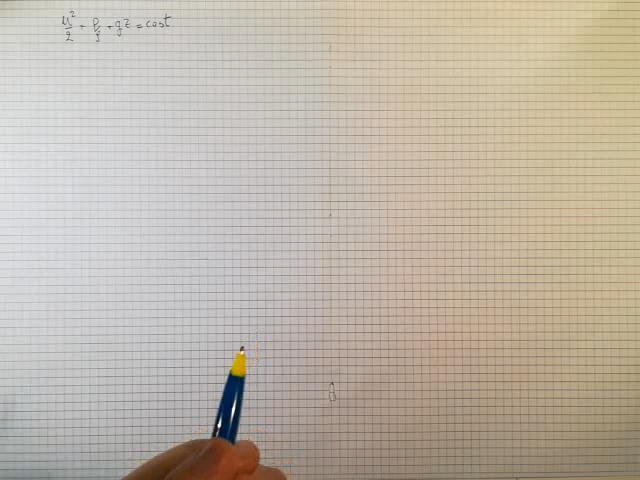 u²/2 + p/ρ + gz = cost